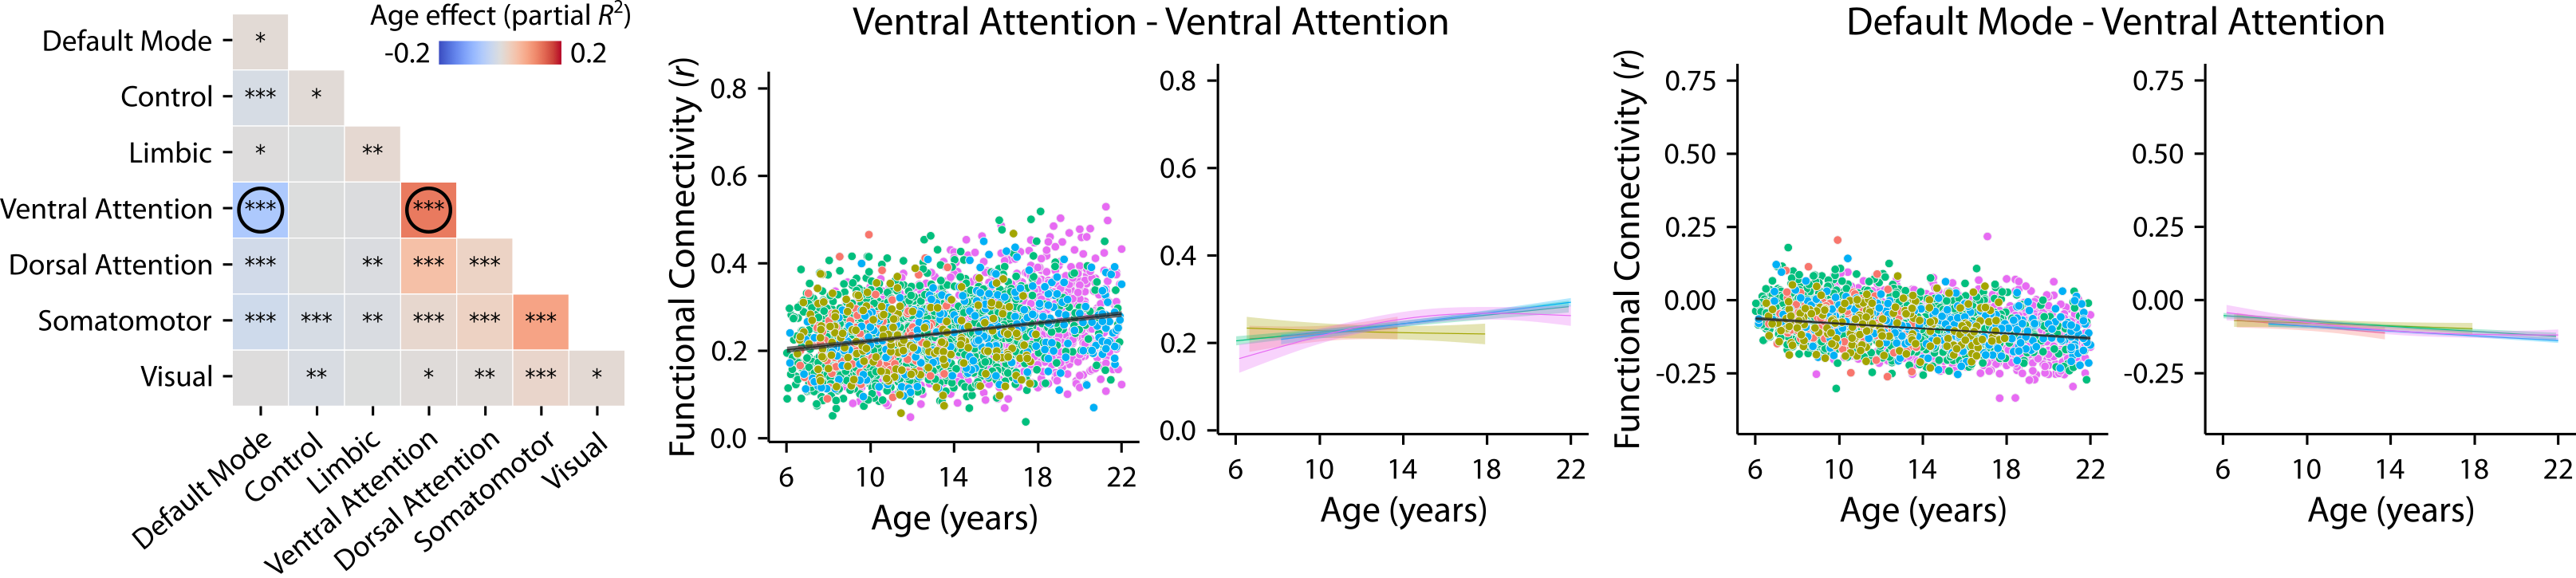 Age effect (partial R²)
-0.2 0.2
Default Mode *
Control *** *
Limbic * **
Ventral Attention *** ***
Dorsal Attention *** ** *** ***
Somatomotor *** *** ** *** *** ***
Visual ** * ** *** *
Default Mode
Control
Limbic
Ventral Attention
Dorsal Attention
Somatomotor
Visual
Ventral Attention - Ventral Attention
Functional Connectivity (r)
0.8
0.6
0.4
0.2
0.0
6 10 14 18 22
Age (years)
0.8
0.6
0.4
0.2
0.0
6 10 14 18 22
Age (years)
Default Mode - Ventral Attention
Functional Connectivity (r)
0.75
0.50
0.25
0.00
-0.25
6 10 14 18 22
Age (years)
0.75
0.50
0.25
0.00
-0.25
6 10 14 18 22
Age (years)